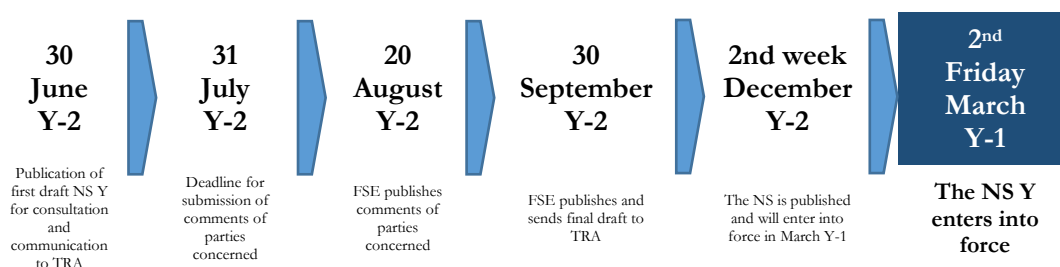 30
June
Y-2
Publication of
first draft NS Y
for consultation
and
communication
to TRA
31
July
Y-2
Deadline for
submission of
comments of
parties
concerned
20
August
Y-2
FSE publishes
comments of
parties
concerned
30
September
Y-2
FSE publishes and
sends final draft to
TRA
2nd week
December
Y-2
The NS is published
and will enter into
force in March Y-1
2nd
Friday
March
Y-1
The NS Y
enters into
force